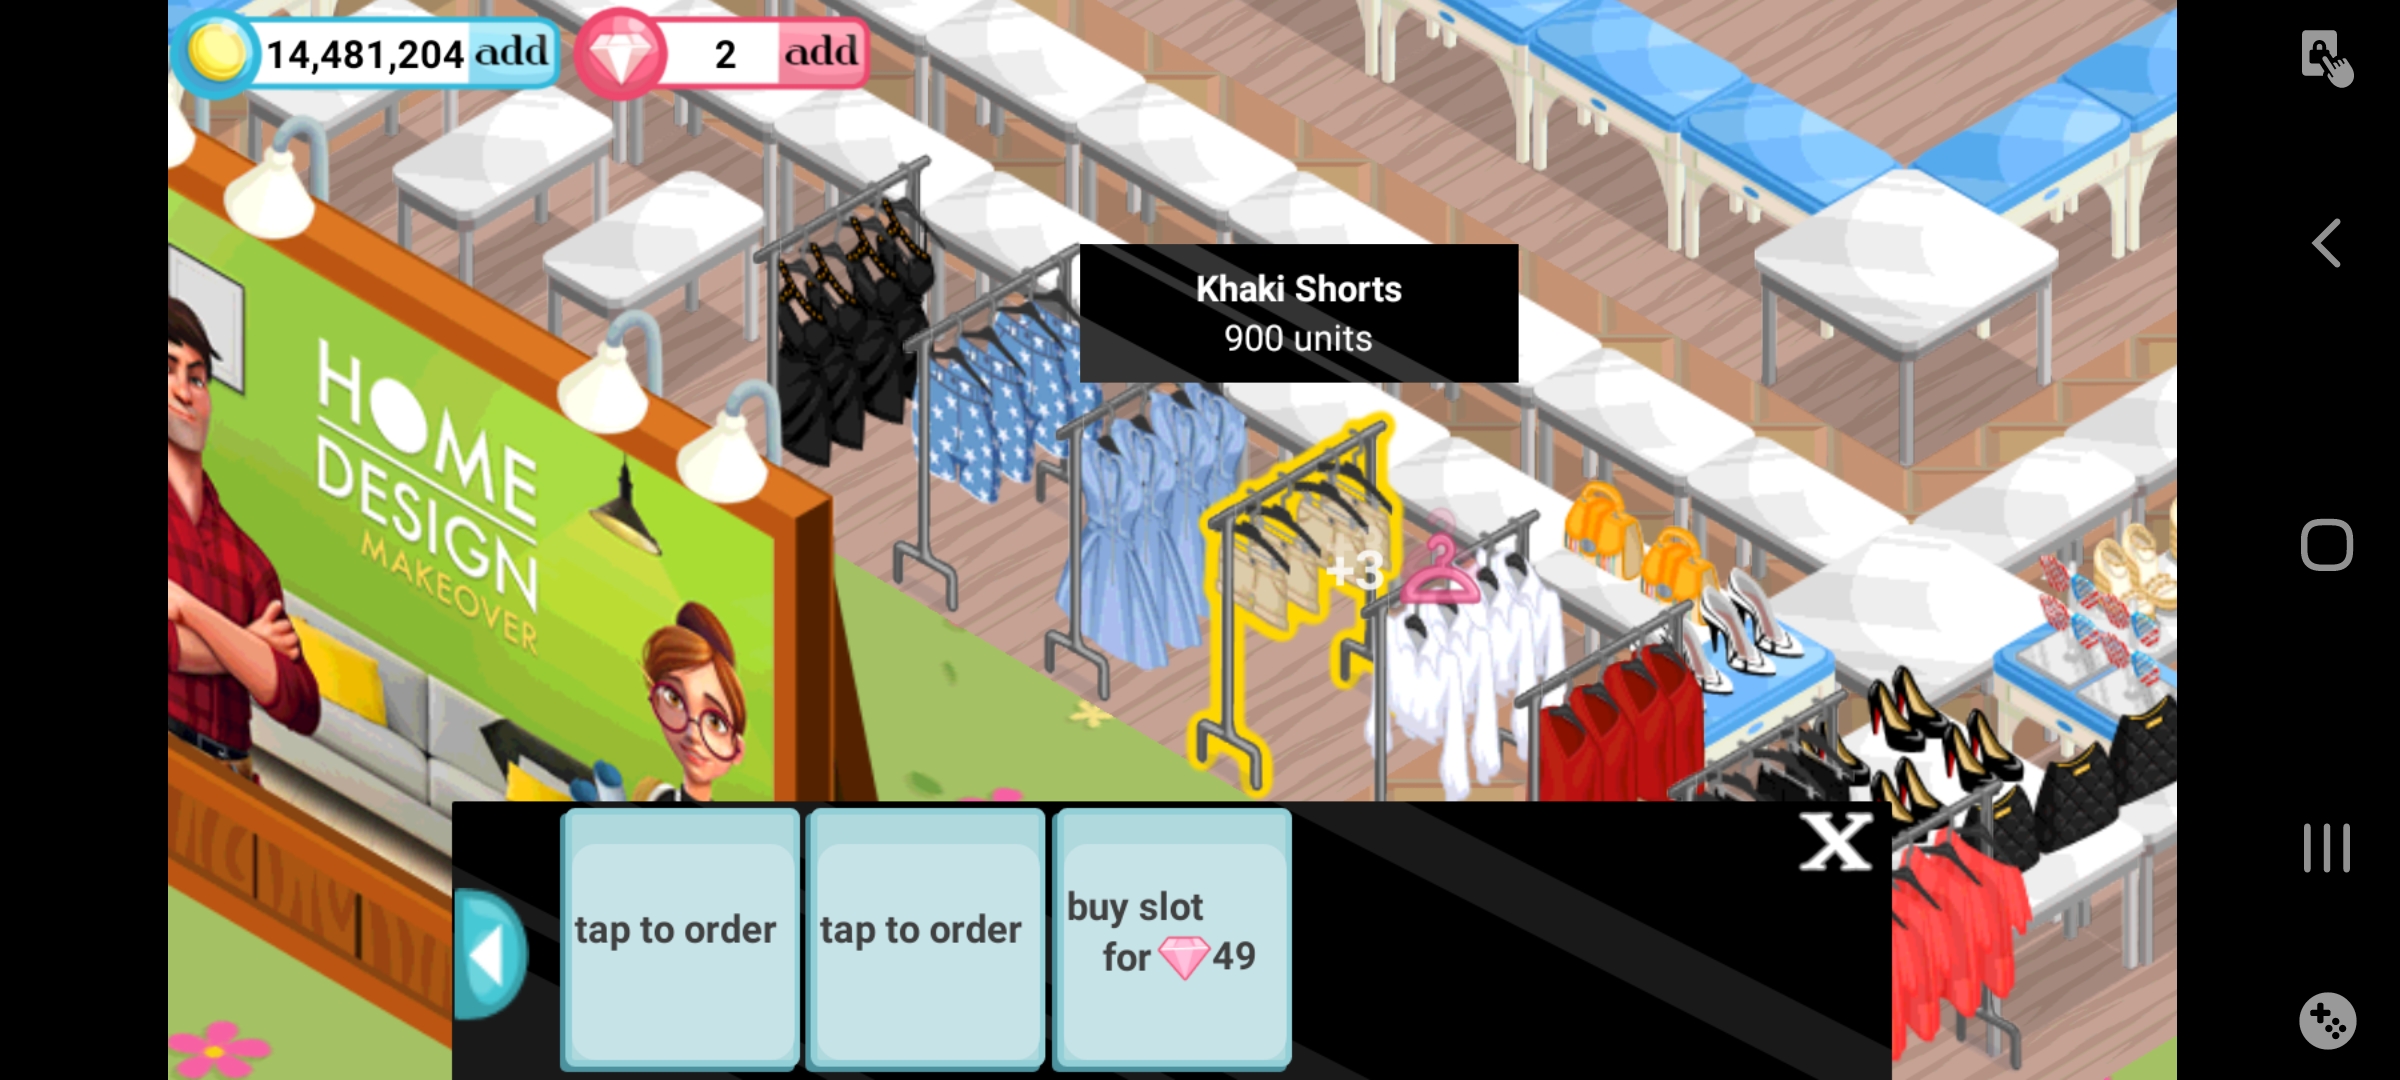 14,481,204 add
2 add
Khaki Shorts
900 units
HOME
DESIGN
MAKEOVER
+3
tap to order
tap to order
buy slot
for 49
X